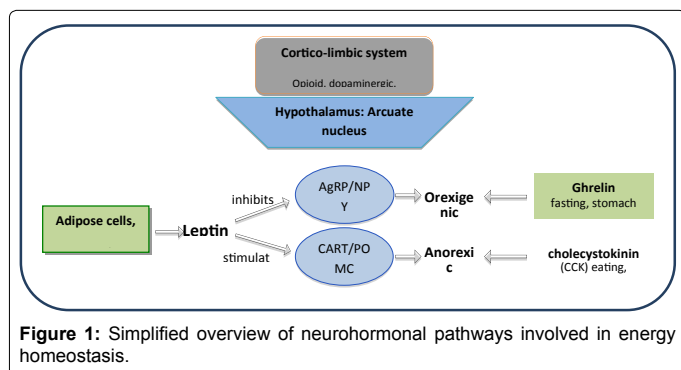 Cortico-limbic system
Opioid, dopaminergic,
Hypothalamus: Arcuate
nucleus
Adipose cells,
Leptin
inhibits
stimulat
AgRP/NP
Y
CART/PO
MC
Orexige
nic
Anorexi
c
Ghrelin
fasting, stomach
cholecystokinin
(CCK) eating,
Figure 1: Simplified overview of neurohormonal pathways involved in energy
homeostasis.